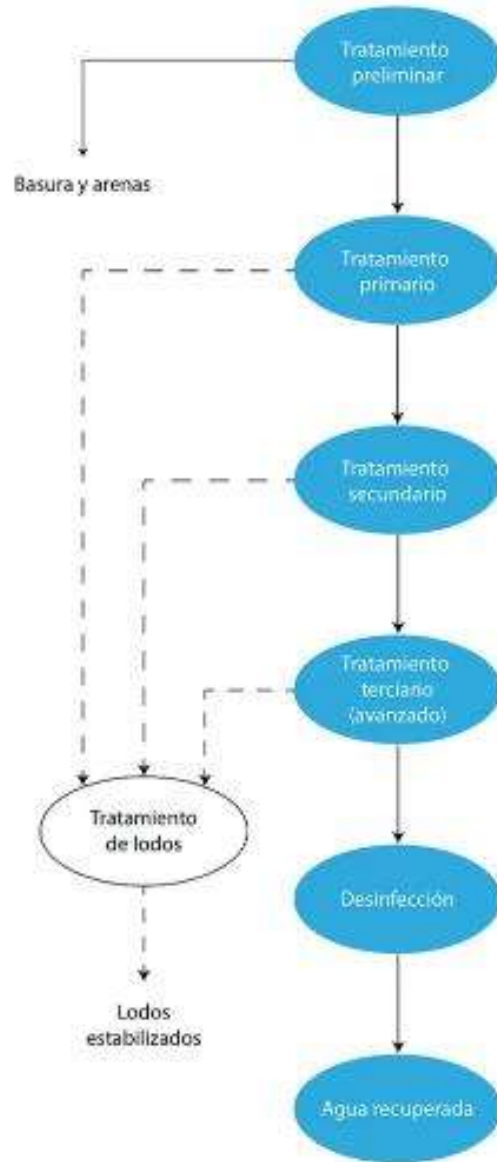 Tratamiento
preliminar
Basura y arenas
Tratamiento
primario
Tratamiento
secundario
Tratamiento
terciario
(avanzado)
Tratamiento
de lodos
Desinfección
Lodos
estabilizados
Agua recuperada